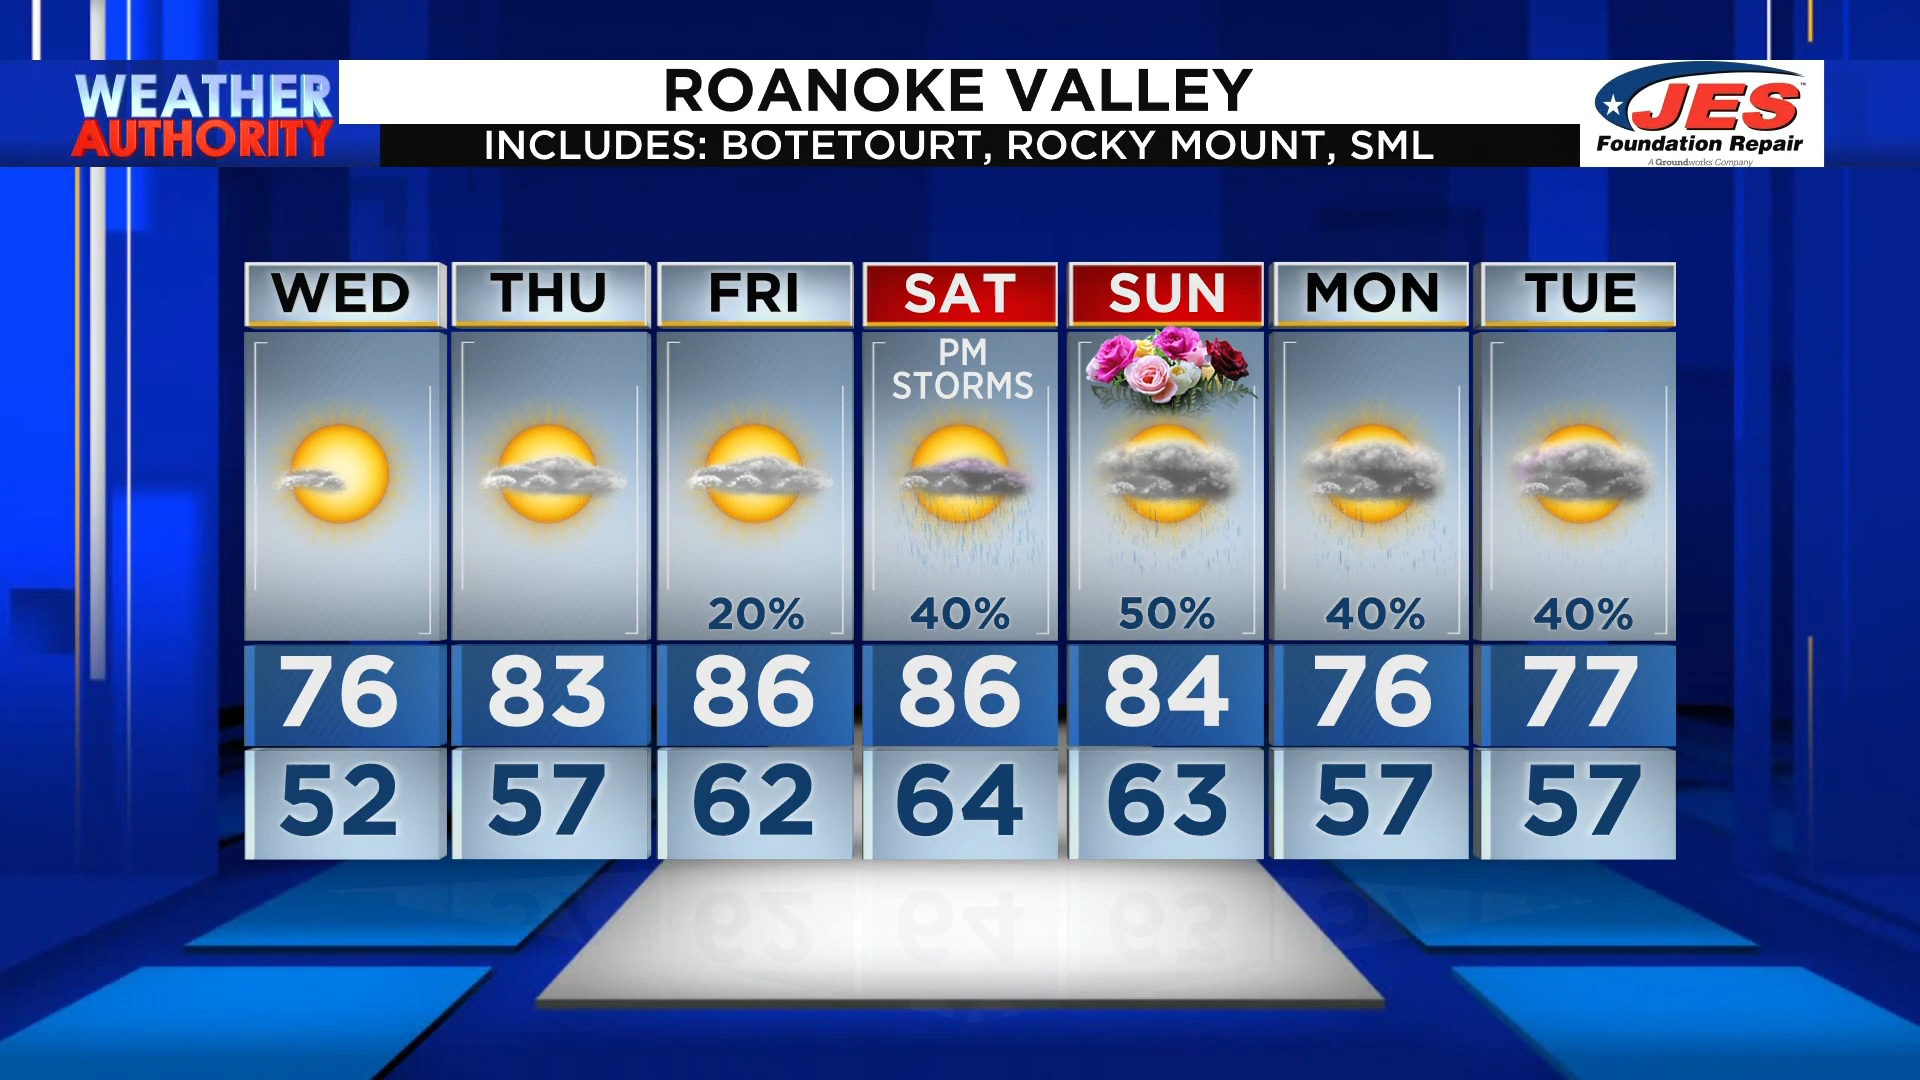 WEATHER
AUTHORITY
ROANOKE VALLEY
INCLUDES: BOTETOURT, ROCKY MOUNT, SML
JES
Foundation Repair
A Groundworks Company
WED THU FRI SAT SUN MON TUE
PM
STORMS
20% 40% 50% 40% 40%
76 83 86 86 84 76 77
52 57 62 64 63 57 57